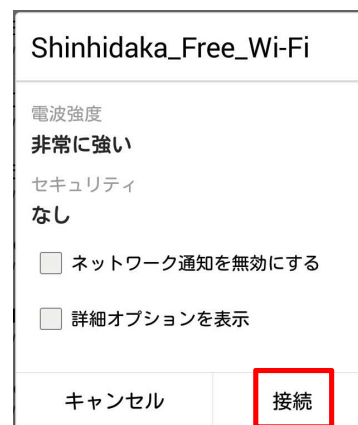 Shinhidaka_Free_Wi-Fi
電波強度
非常に強い
セキュリティ
なし
ネットワーク通知を無効にする
詳細オプションを表示
キャンセル 接続